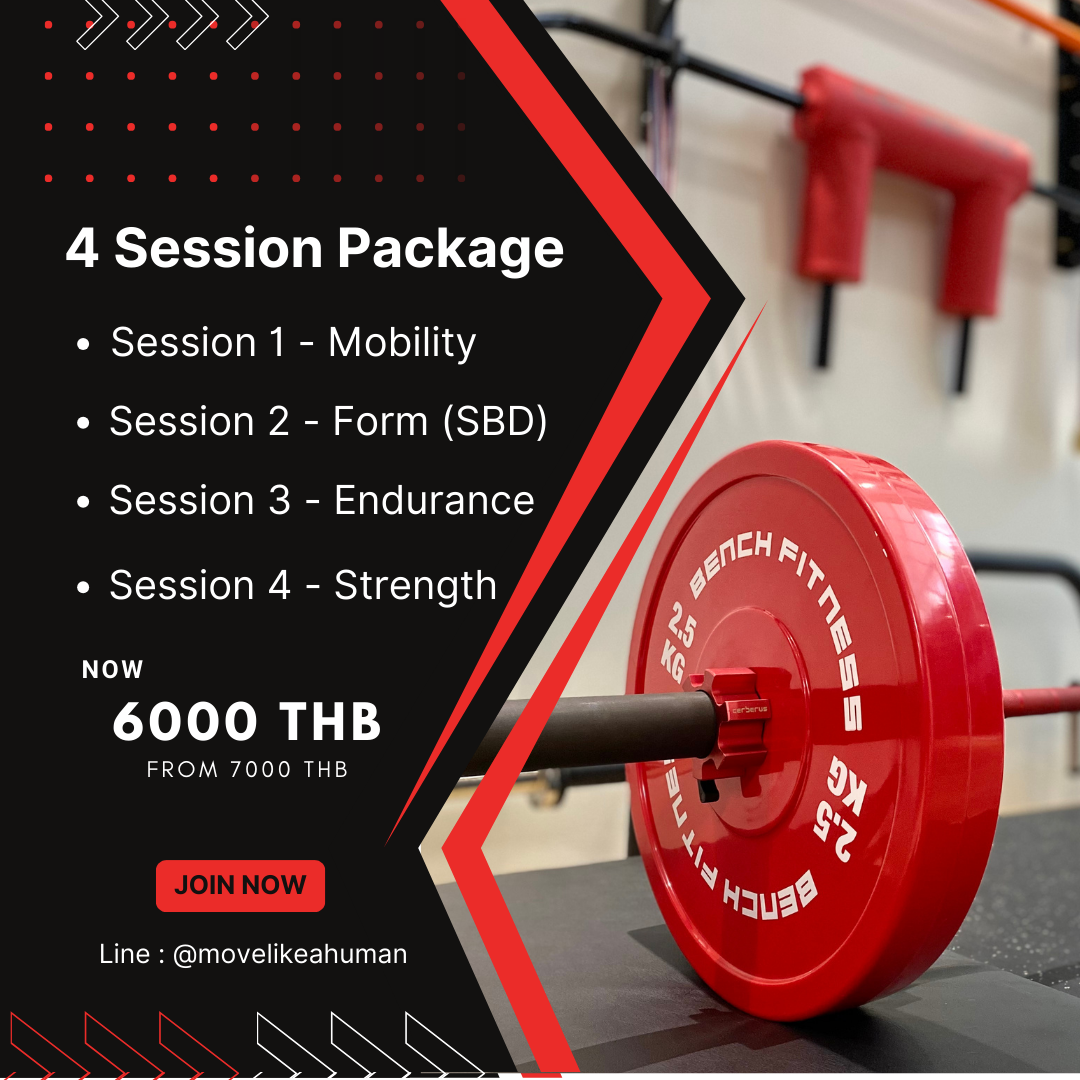 4 Session Package
• Session 1 - Mobility
• Session 2 - Form (SBD)
• Session 3 - Endurance
• Session 4 - Strength
NOW
6000 THB
FROM 7000 THB
JOIN NOW
Line : @movelikeahuman
BENCH FITNESS
2.5
KG
cerberus
2.5
KG
BENCH FITNE